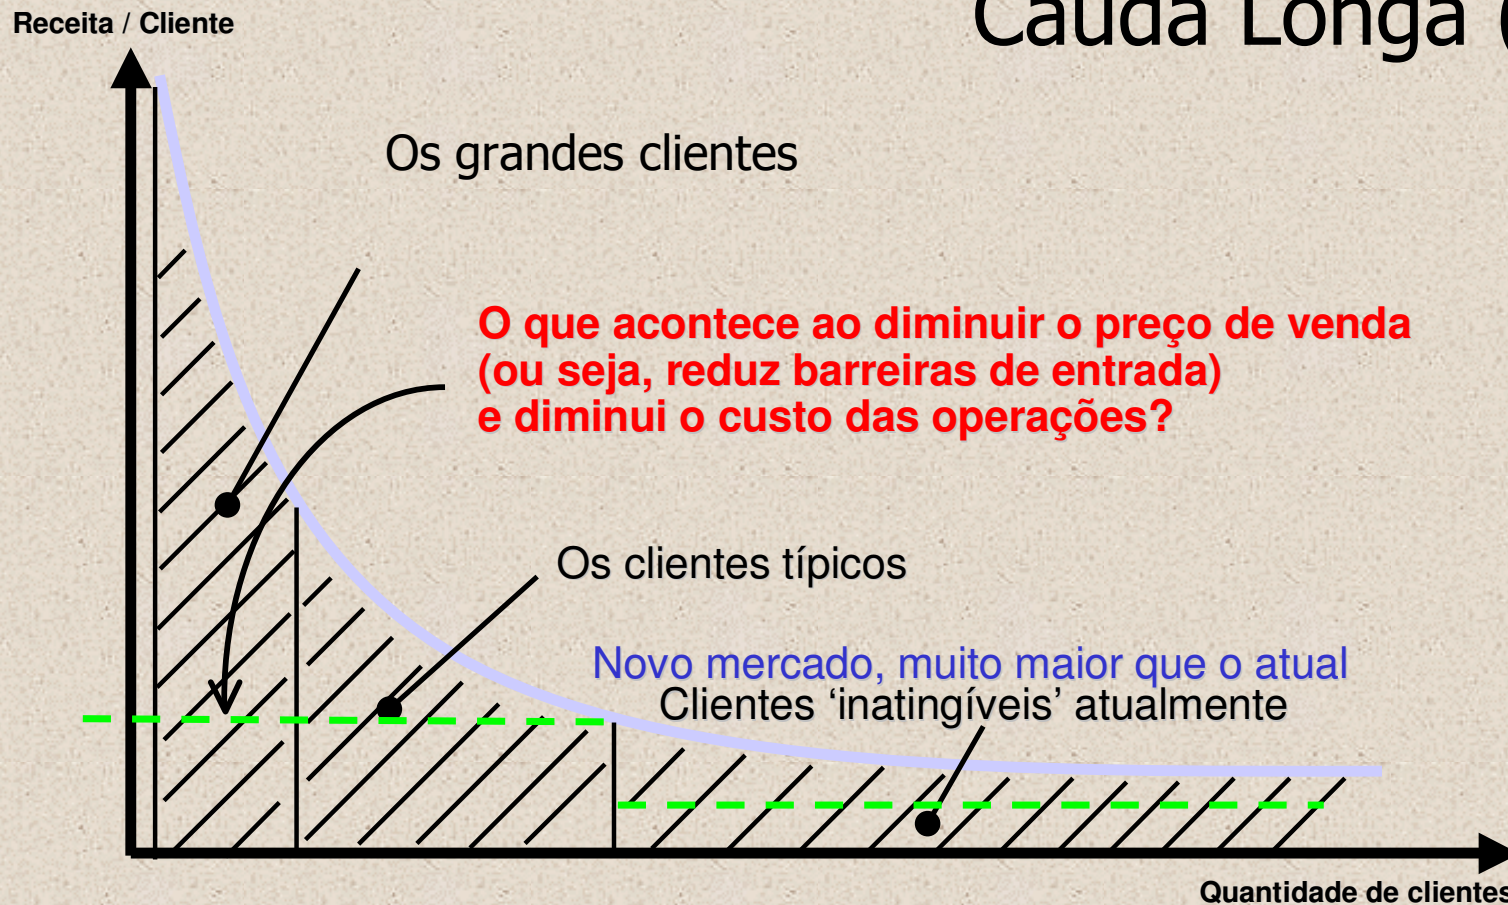 Receita / Cliente
Cauda Longa (
Os grandes clientes
O que acontece ao diminuir o preço de venda
(ou seja, reduz barreiras de entrada)
e diminui o custo das operações?
Os clientes típicos
Novo mercado, muito maior que o atual
Clientes ‘inatingíveis’ atualmente
Quantidade de clientes